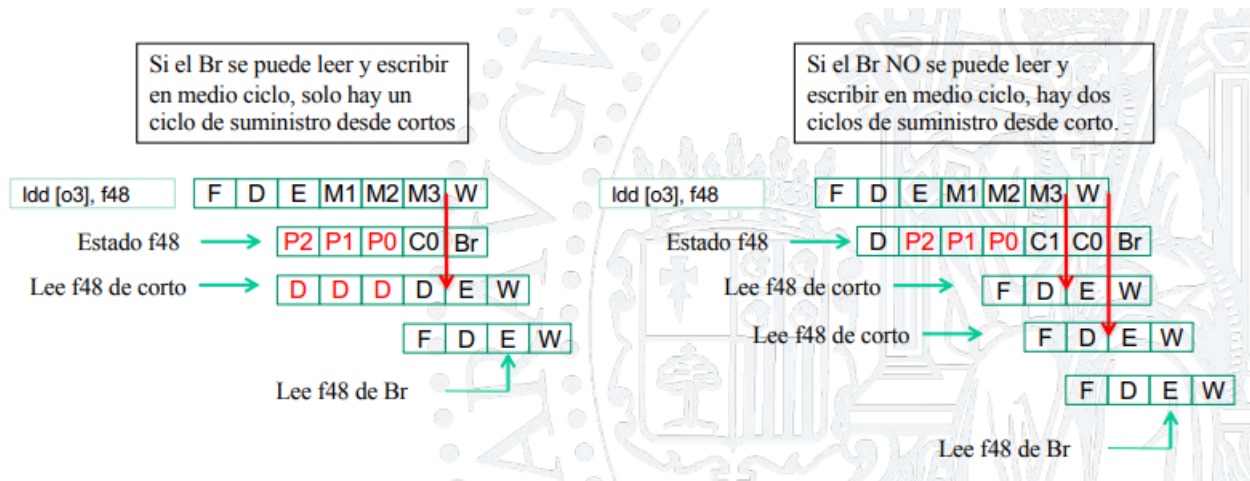 Si el Br se puede leer y escribir
en medio ciclo, solo hay un
ciclo de suministro desde cortos
ldd [o3], f48
F D E M1 M2 M3 W
Estado f48
P2 P1 P0 C0 Br
Lee f48 de corto
D D D D E W
F D E W
Lee f48 de Br
Si el Br NO se puede leer y
escribir en medio ciclo, hay dos
ciclos de suministro desde corto.
ldd [o3], f48
F D E M1 M2 M3 W
Estado f48
D P2 P1 P0 C1 C0 Br
Lee f48 de corto
F D E W
Lee f48 de corto
F D E W
F D E W
Lee f48 de Br